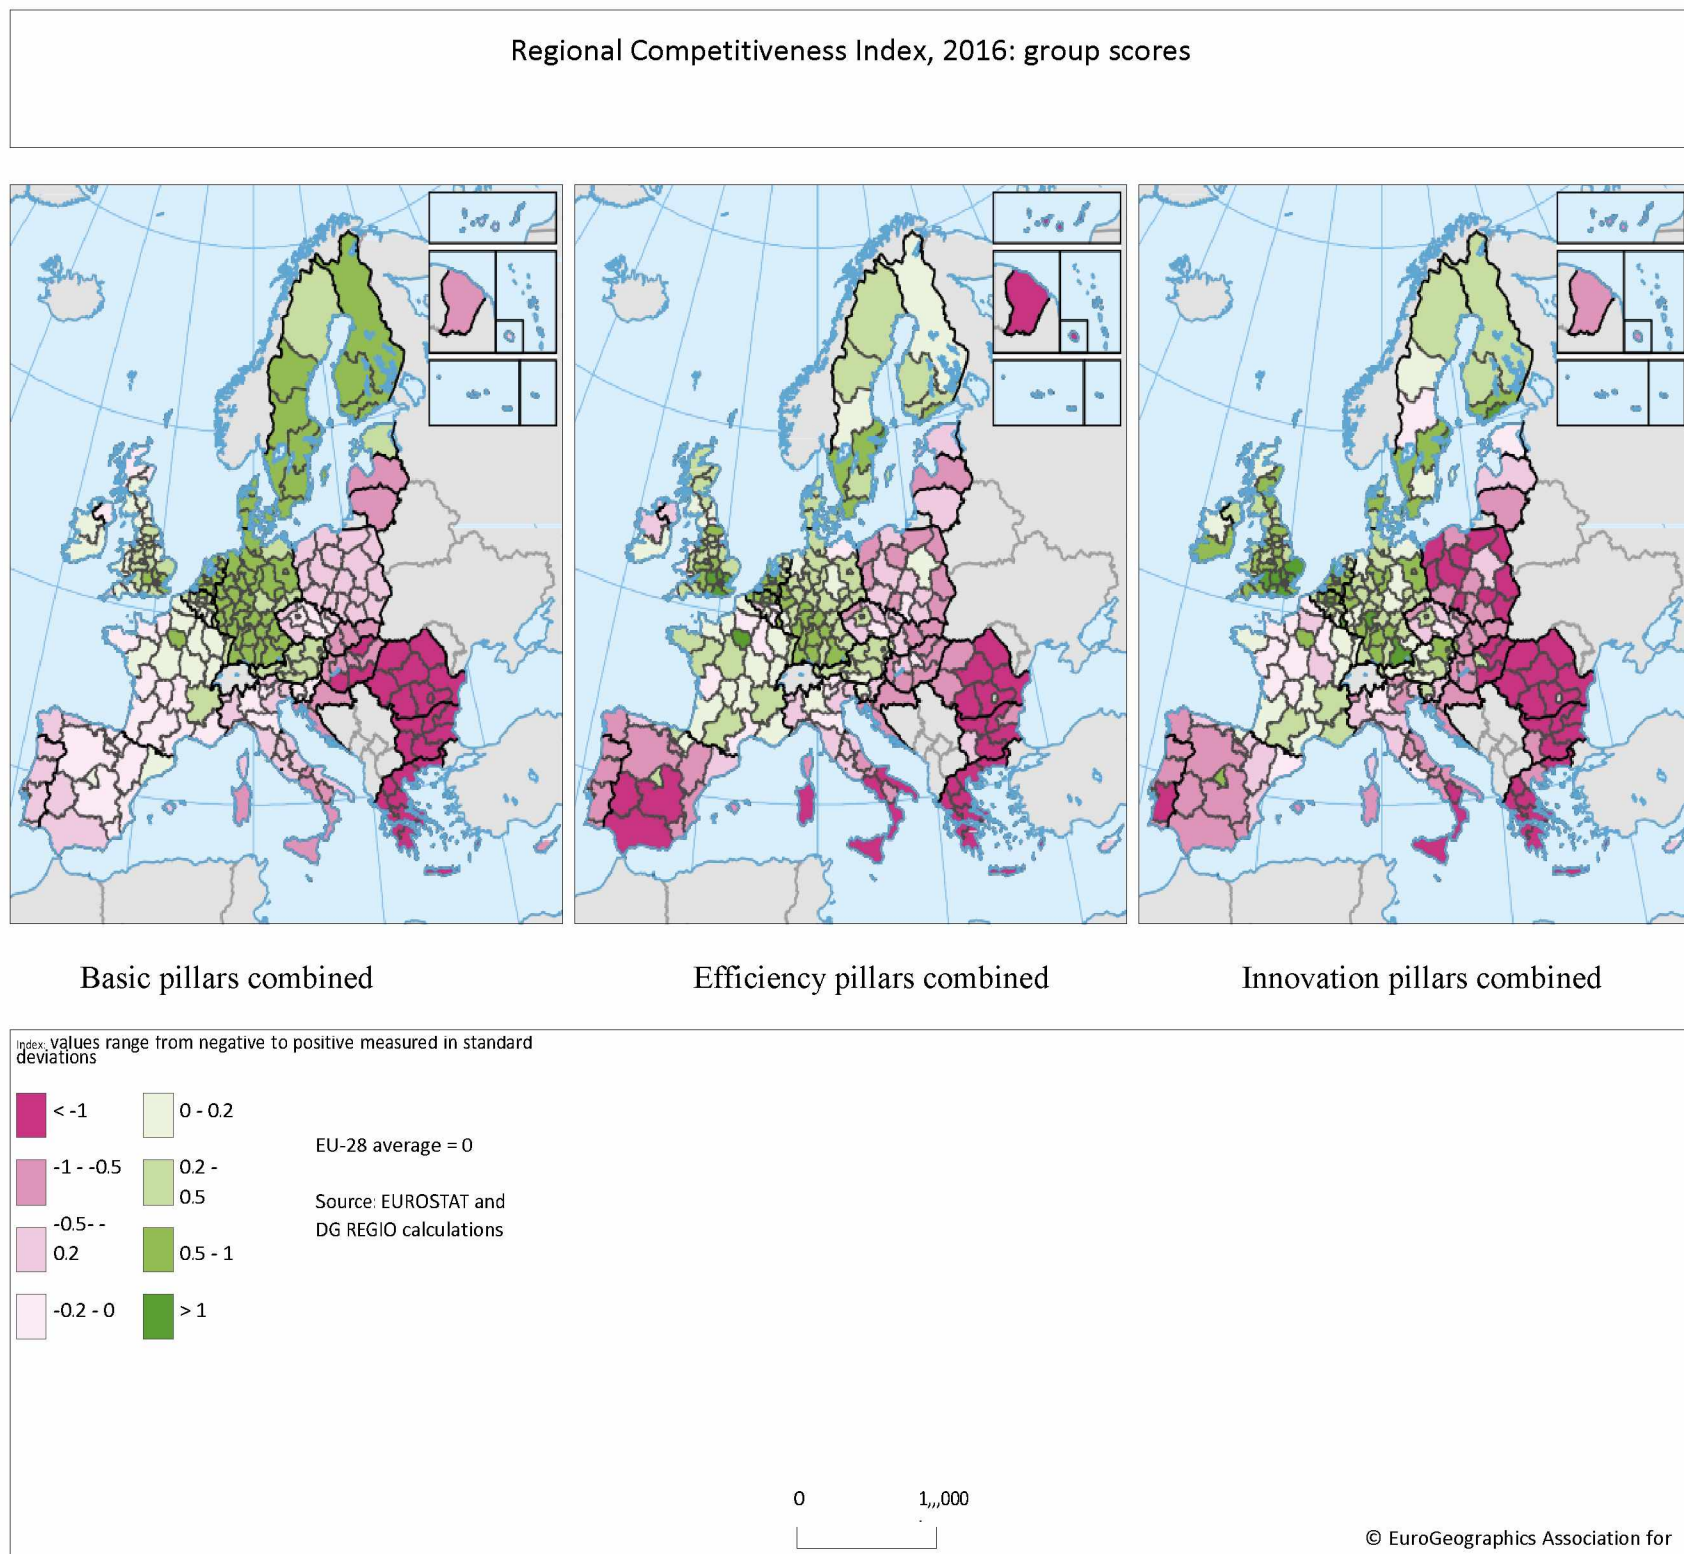 Regional Competitiveness Index, 2016: group scores
Basic pillars combined
Efficiency pillars combined
Innovation pillars combined
Index: values range from negative to positive measured in standard
deviations
< -1
-1 - -0.5
-0.5- -
0.2
-0.2 - 0
0 - 0.2
0.2 -
0.5
0.5 - 1
> 1
EU-28 average = 0
Source: EUROSTAT and
DG REGIO calculations
0
1,,,000
© EuroGeographics Association for